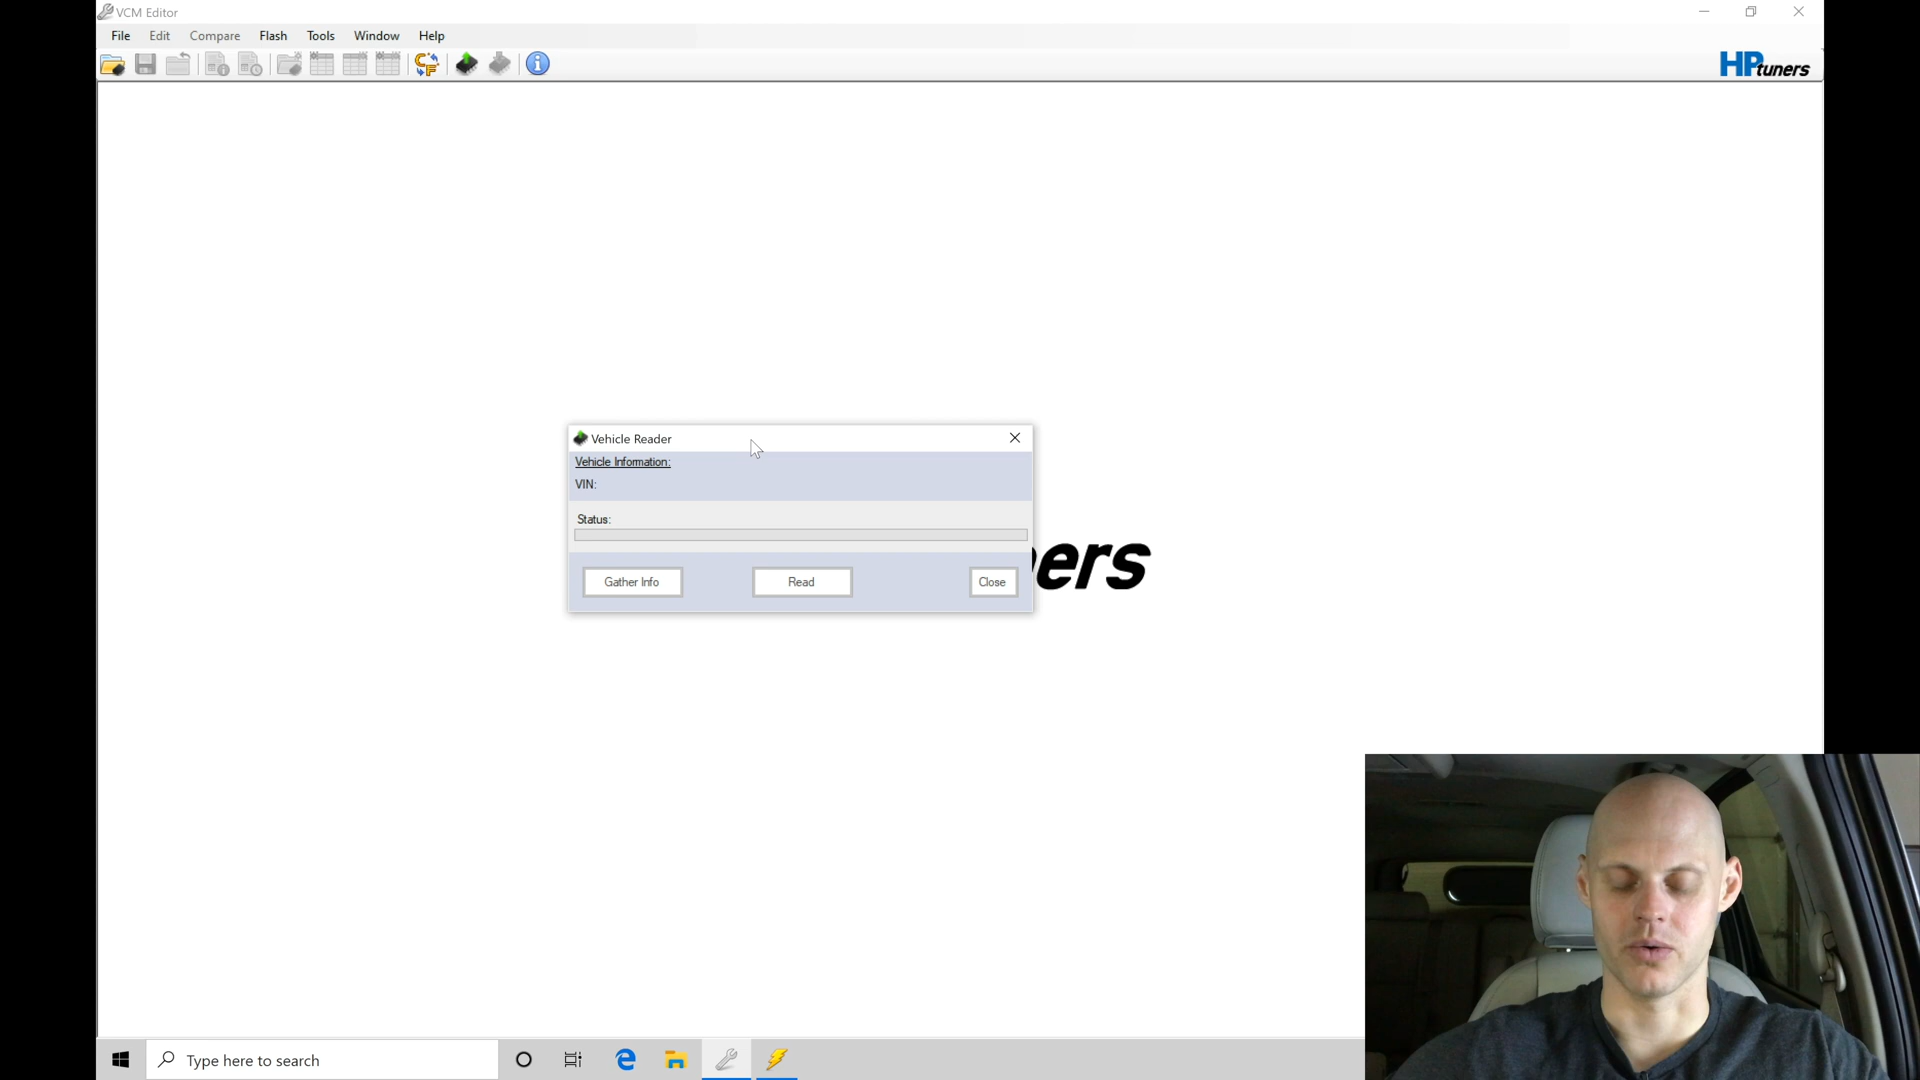 VCM Editor
File Edit Compare Flash Tools Window Help
HPtuners
Vehicle Reader
Vehicle Information:
VIN:
Status:
Gather Info Read Close
ers
Type here to search